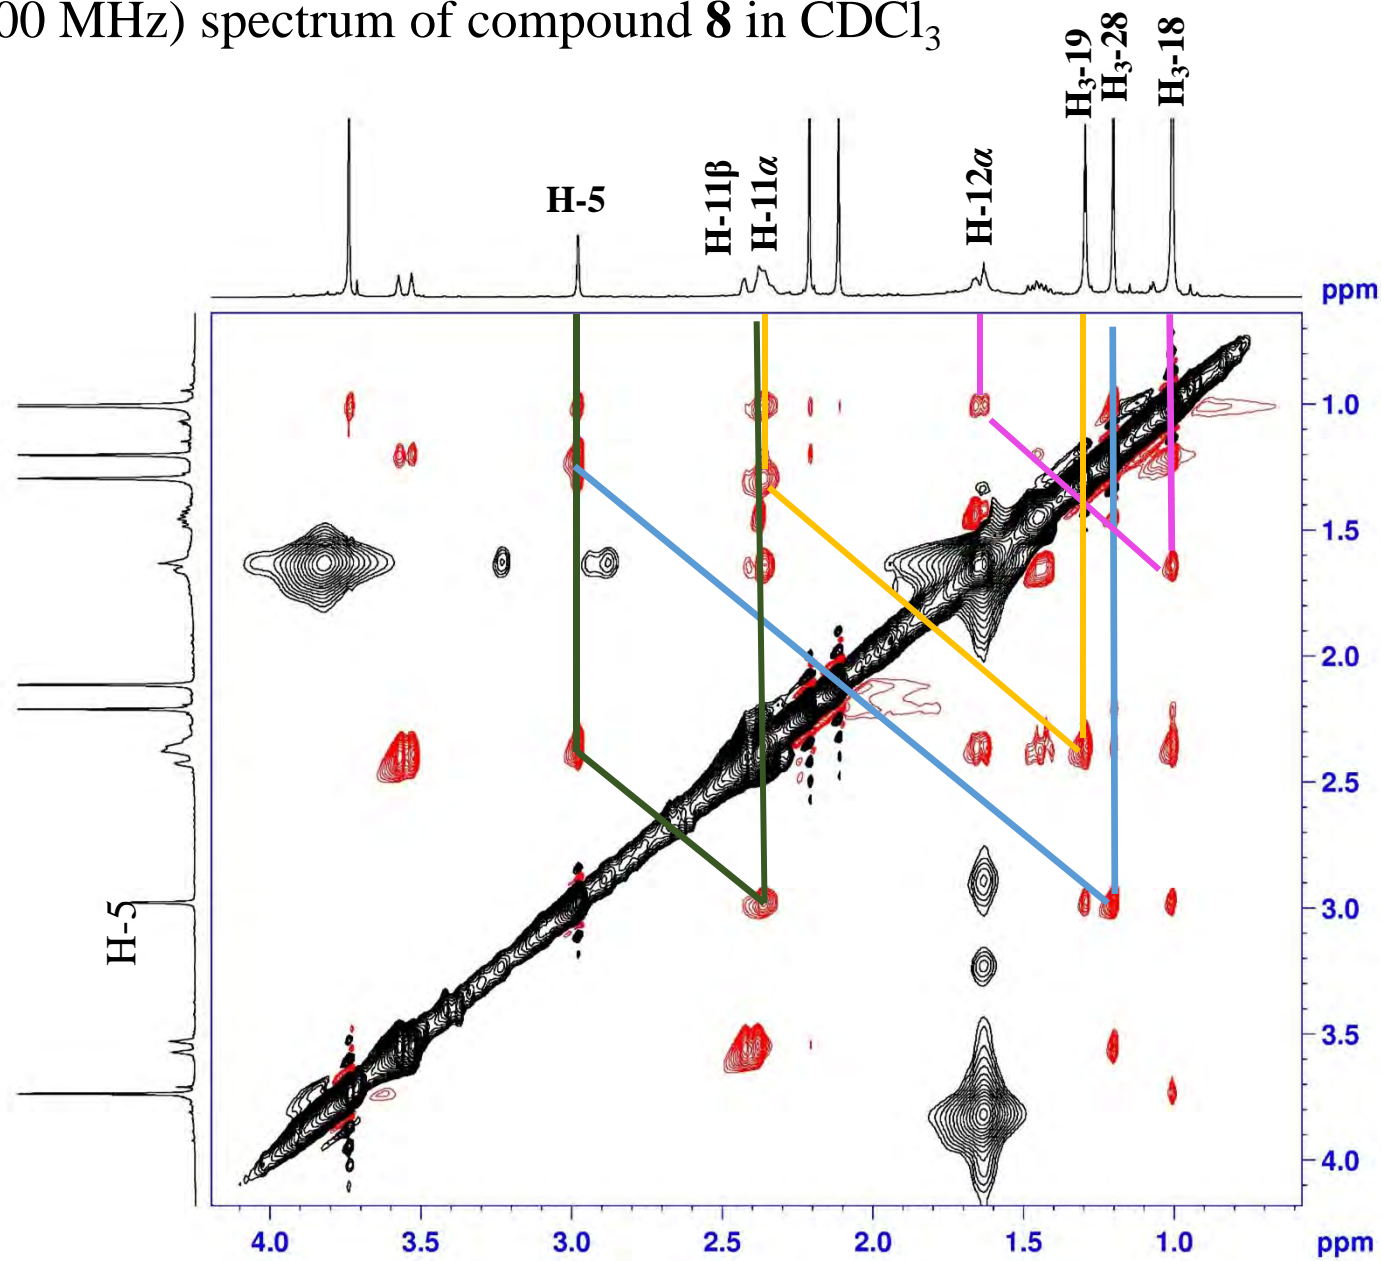 00 MHz) spectrum of compound 8 in CDCl₃
H₃-19
H₃-28
H₃-18
H-5
H-11β
H-11α
H-12α
ppm
1.0
1.5
2.0
2.5
3.0
3.5
4.0
H-5
4.0 3.5 3.0 2.5 2.0 1.5 1.0 ppm